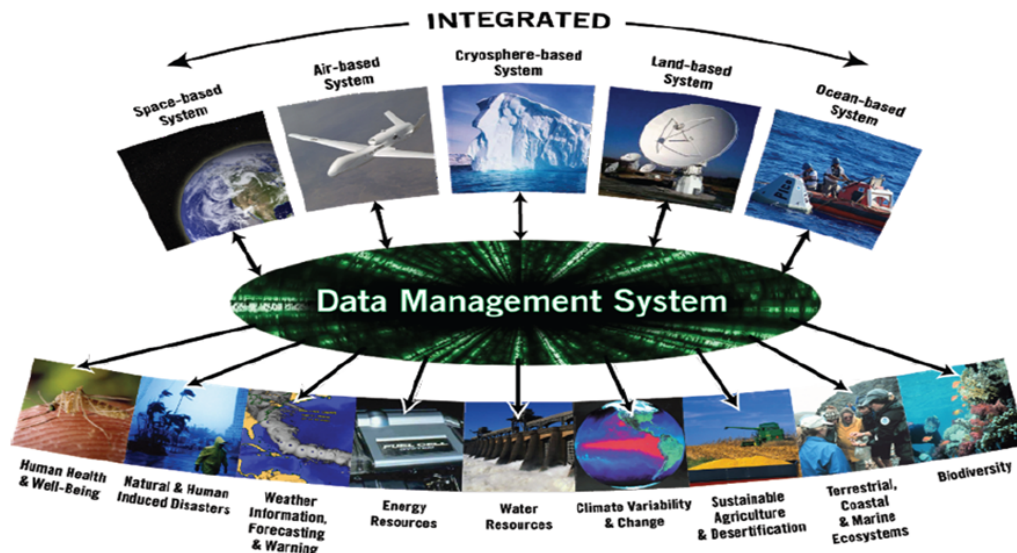 INTEGRATED
Space-based
System
Air-based
System
Cryosphere-based
System
Land-based
System
Ocean-based
System
Data Management System
FUEL CELL
Human Health
& Well-Being
Natural & Human
Induced Disasters
Weather
Information,
Forecasting
& Warning
Energy
Resources
Water
Resources
Climate Variability
& Change
Sustainable
Agriculture
& Desertification
Terrestrial,
Coastal
& Marine
Ecosystems
Biodiversity